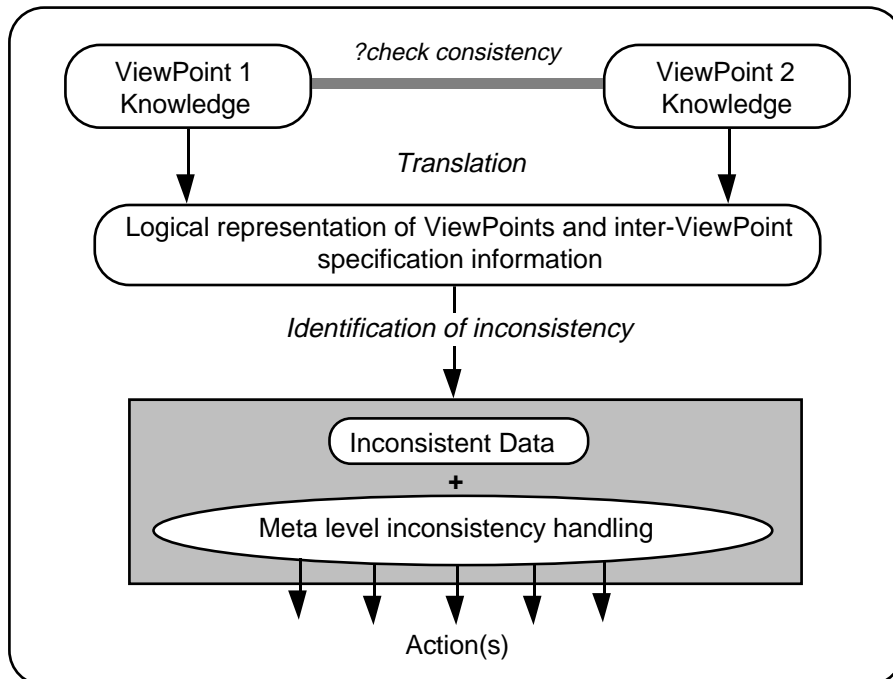 ?check consistency
ViewPoint 1
Knowledge
ViewPoint 2
Knowledge
Translation
Logical representation of ViewPoints and inter-ViewPoint
specification information
Identification of inconsistency
Inconsistent Data
+
Meta level inconsistency handling
Action(s)